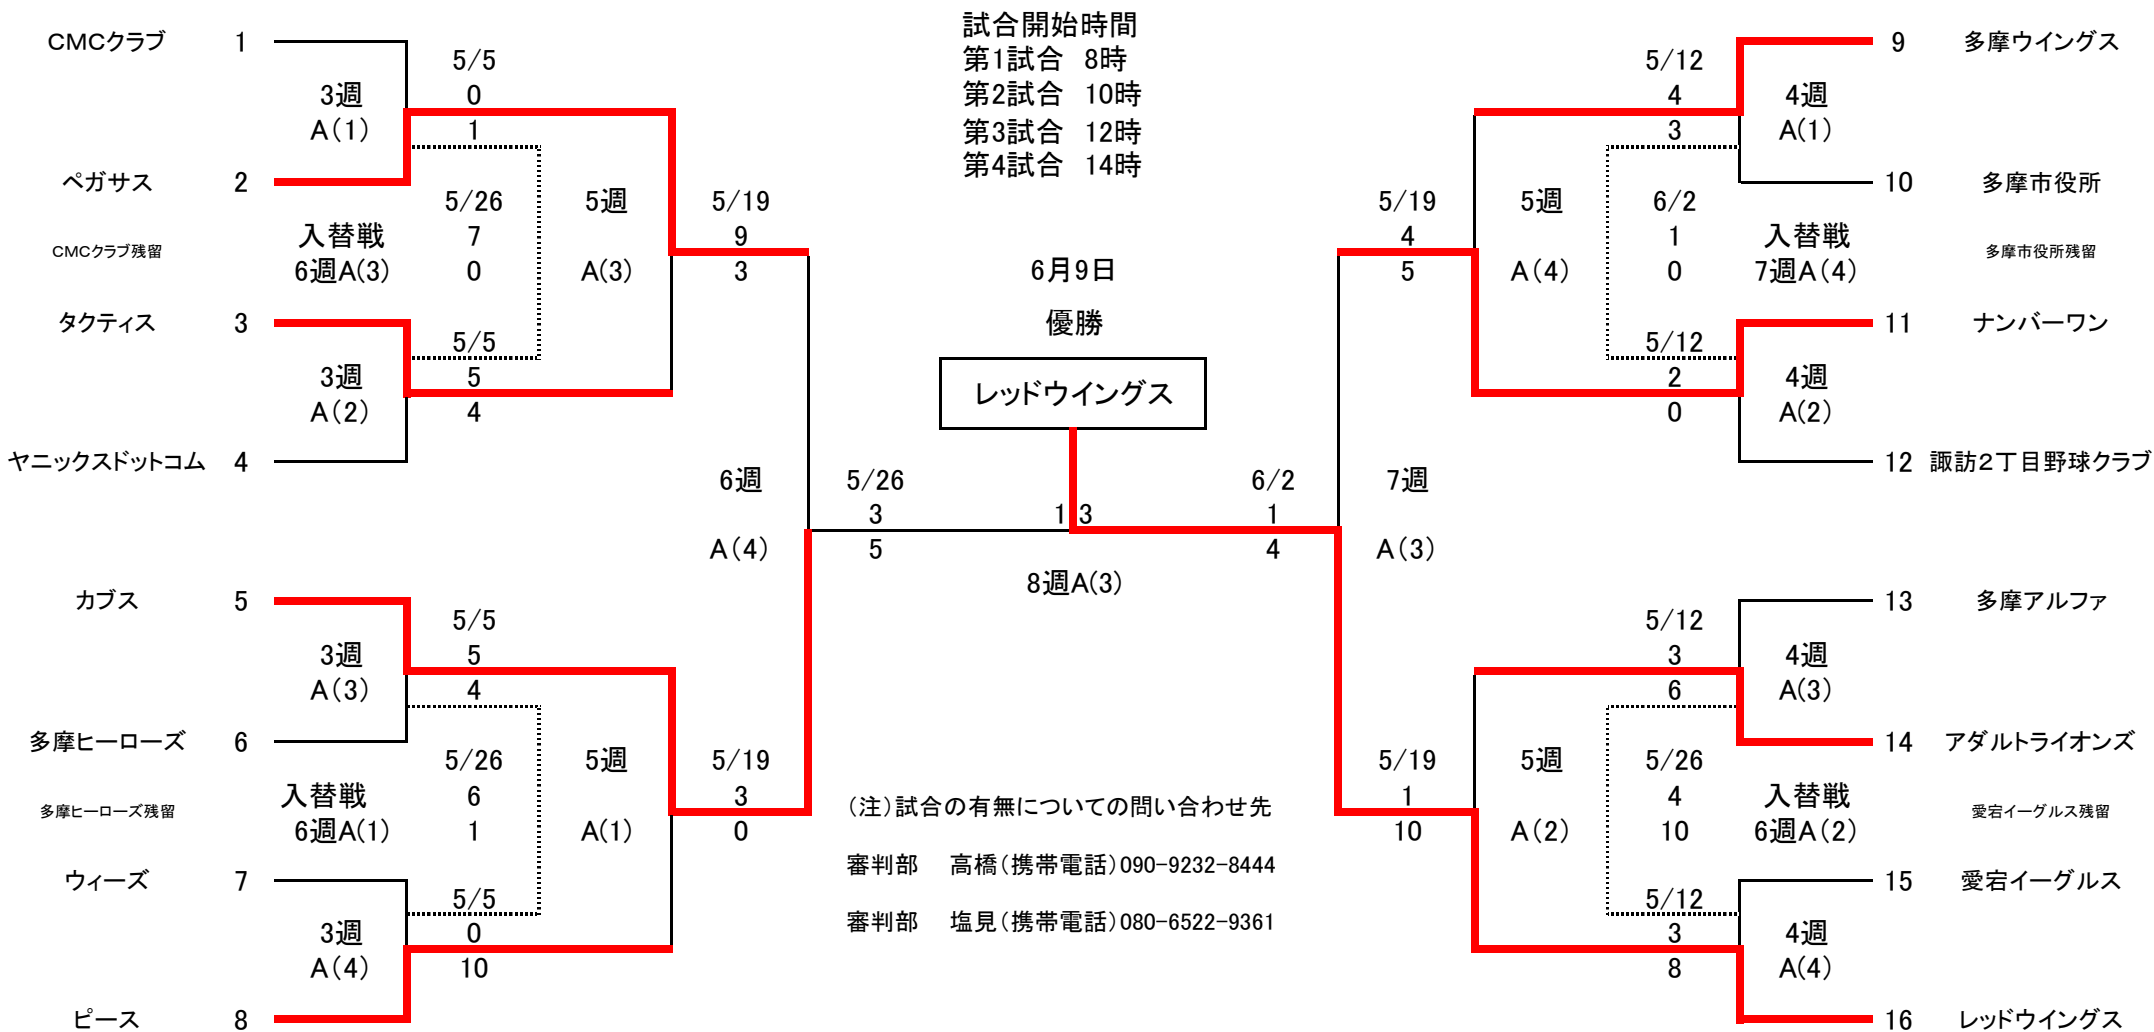 試合開始時間
第1試合 8時
第2試合 10時
第3試合 12時
第4試合 14時
CMCクラブ 1
5/5
3週 0
A(1) 1
ペガサス 2
5/26 5週 5/19
入替戦 7 9
CMCクラブ残留
6週A(3) 0 A(3) 3
タクティス 3
5/5
3週 5
A(2) 4
ヤニックスドットコム 4
6週 5/26
3
A(4) 5
カブス 5
5/5
3週 5
A(3) 4
多摩ヒーローズ 6
5/26 5週 5/19
入替戦 6 3
多摩ヒーローズ残留
6週A(1) 1 A(1) 0
ウィーズ 7
5/5
3週 0
A(4) 10
ピース 8
6月9日
優勝
レッドウイングス
1 3
8週A(3)
(注)試合の有無についての問い合わせ先
審判部 高橋(携帯電話)090-9232-8444
審判部 塩見(携帯電話)080-6522-9361
9 多摩ウイングス
5/12
4 4週
3 A(1)
10 多摩市役所
5/19 5週 6/2
4 1 入替戦
多摩市役所残留
5 A(4) 0 7週A(4)
11 ナンバーワン
5/12
2 4週
0 A(2)
12 諏訪2丁目野球クラブ
6/2 7週
1
4 A(3)
13 多摩アルファ
5/12
3 4週
6 A(3)
14 アダルトライオンズ
5/19 5週 5/26
1 4 入替戦
愛宕イーグルス残留
10 A(2) 10 6週A(2)
15 愛宕イーグルス
5/12
3 4週
8 A(4)
16 レッドウイングス